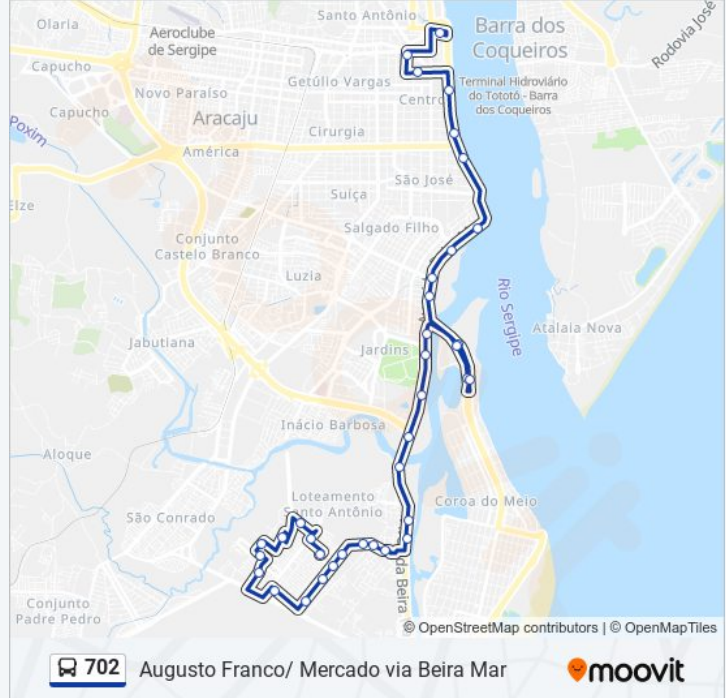 Olaria
Santo Antônio
Barra dos
Coqueiros
Aeroclube
de Sergipe
Rodovia José
Capucho
Getúlio Vargas
Terminal Hidroviário
do Tototó - Barra
dos Coqueiros
Novo Paraíso
Centro
Capucho
Aracaju
Poxim
Cirurgia
América
São José
Suíça
Elze
Salgado Filho
Conjunto
Castelo Branco
Luzia
Rio Sergipe
Atalaia Nova
Jabutiana
Jardins
Inácio Barbosa
Aloque
Loteamento
Santo Antônio
Coroa do Meio
São Conrado
da Beira
Conjunto
Padre Pedro
© OpenStreetMap contributors | © OpenMapTiles
702 Augusto Franco/ Mercado via Beira Mar
moovit